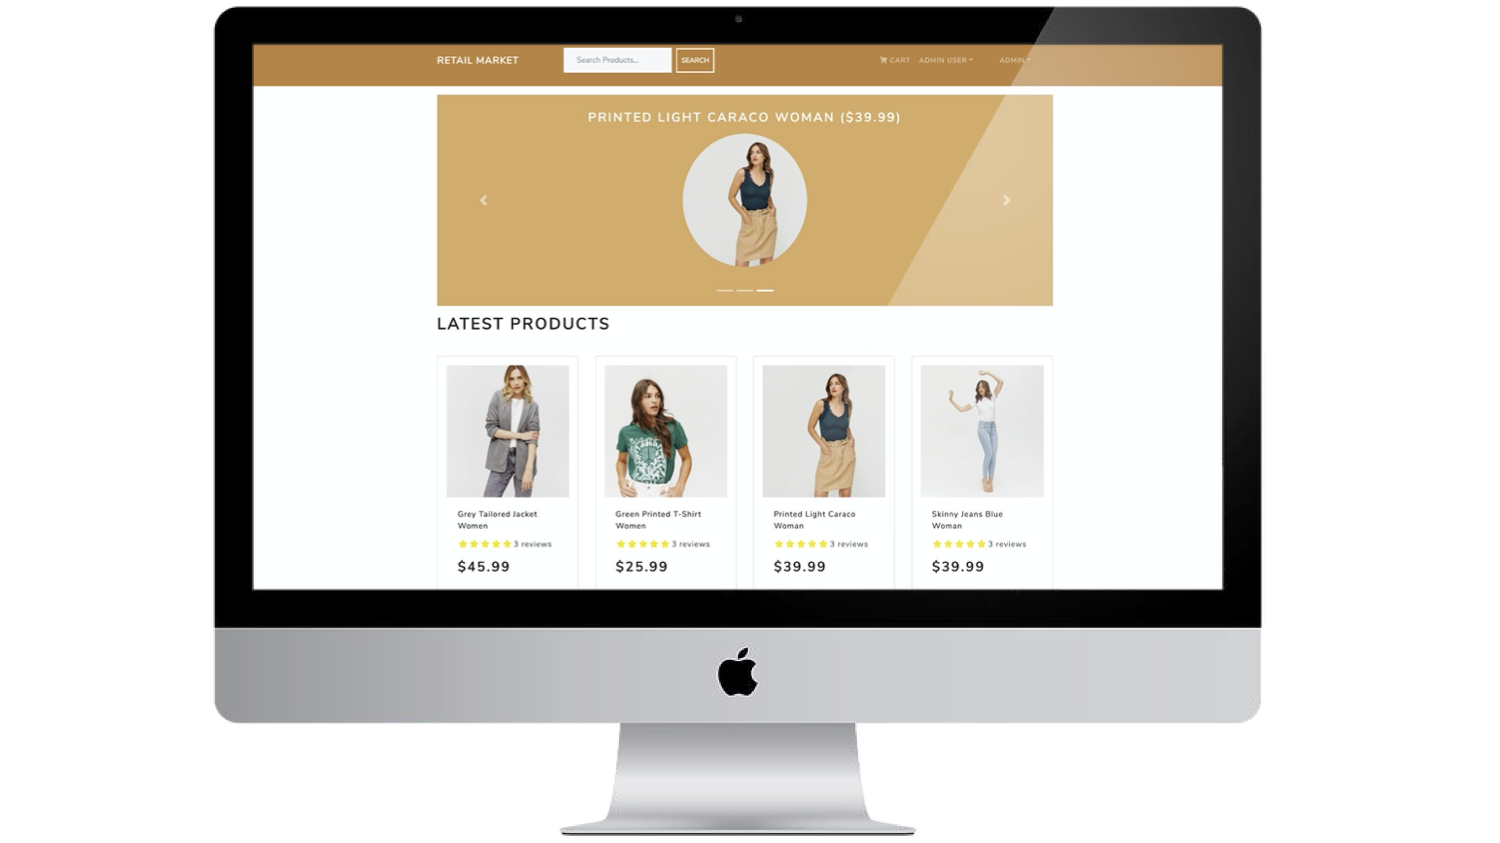 RETAIL MARKET
Search Products...
SEARCH
CART
ADMIN USER
ADMIN
PRINTED LIGHT CARACO WOMAN ($39.99)
LATEST PRODUCTS
Grey Tailored Jacket
Women
3 reviews
$45.99
Green Printed T-Shirt
Women
3 reviews
$25.99
Printed Light Caraco
Woman
3 reviews
$39.99
Skinny Jeans Blue
Woman
3 reviews
$39.99